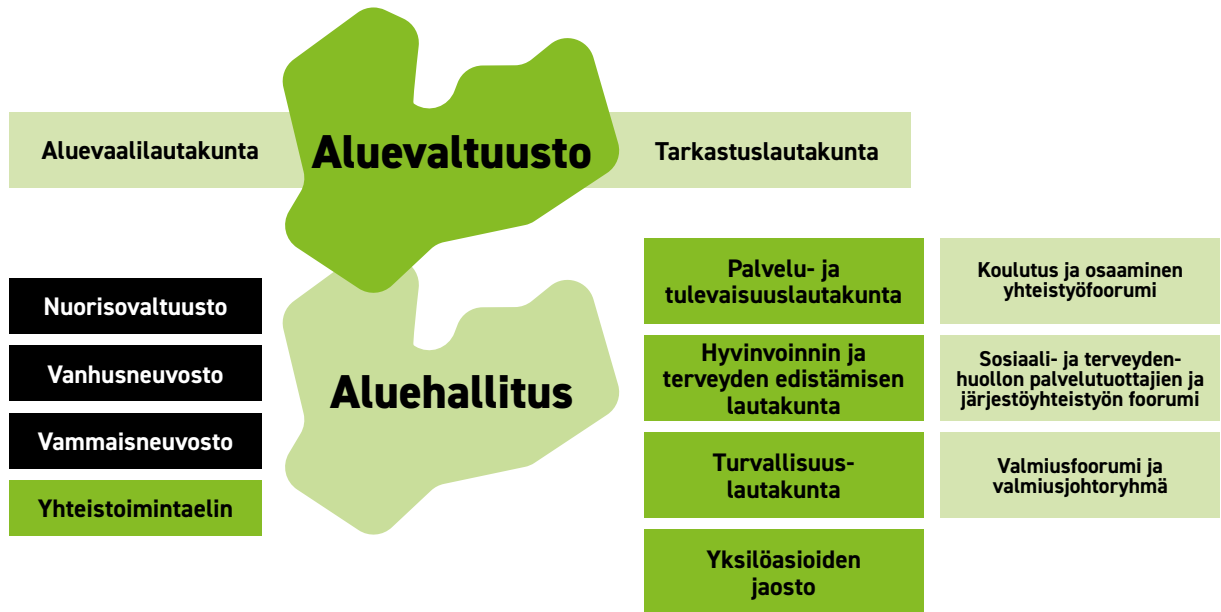 Aluevaalilautakunta
Aluevaltuusto
Tarkastuslautakunta
Nuorisovaltuusto
Vanhusneuvosto
Vammaisneuvosto
Yhteistoimintaelin
Aluehallitus
Palvelu- ja
tulevaisuuslautakunta
Hyvinvoinnin ja
terveyden edistämisen
lautakunta
Turvallisuus-
lautakunta
Yksilöasioiden
jaosto
Koulutus ja osaaminen
yhteistyöfoorumi
Sosiaali- ja terveyden-
huollon palvelutuottajien ja
järjestöyhteistyön foorumi
Valmiusfoorumi ja
valmiusjohtoryhmä